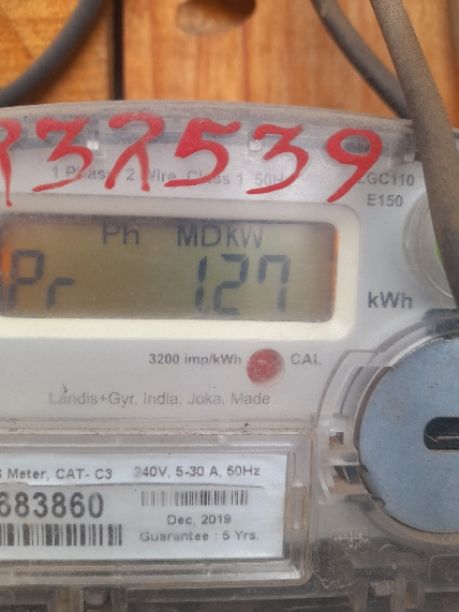 232539
1 Phase, 2 Wire, Class 1, 50Hz
GC110
E150
Ph MDKW
Pr 1.27
kWh
3200 imp/kWh CAL
Landis+Gyr, India, Joka, Made
Meter, CAT- C3 240V, 5-30 A, 50Hz
683860
Dec, 2019
Guarantee : 5 Yrs.